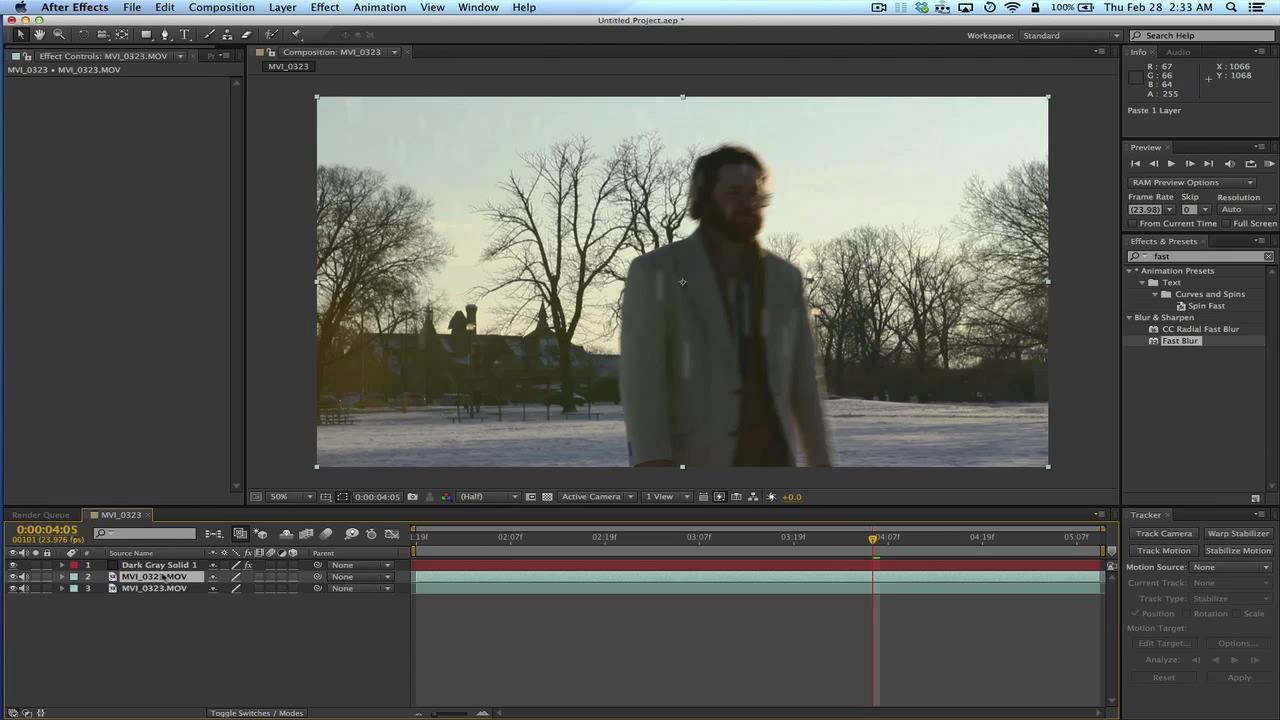 After Effects File Edit Composition Layer Effect Animation View Window Help 100% Thu Feb 28 2:33 AM
Untitled Project.aep *
Workspace: Standard Search Help
Effect Controls: MVI_0323.MOV
MVI_0323 • MVI_0323.MOV
Composition: MVI_0323
MVI_0323
Info Audio
R : 67 X : 1066
G : 66 Y : 1068
B : 64
A : 255
Paste 1 Layer
Preview
RAM Preview Options
Frame Rate Skip Resolution
(23.98) 0 Auto
From Current Time Full Screen
Effects & Presets
fast
* Animation Presets
Text
Curves and Spins
Spin Fast
Blur & Sharpen
CC Radial Fast Blur
Fast Blur
50% 0:00:04:05 (Half) Active Camera 1 View +0.0
Render Queue MVI_0323
0:00:04:05
00101 (23.976 fps)
:19f 02:07f 02:19f 03:07f 03:19f 04:07f 04:19f 05:07f
# Source Name fx Parent
1 Dark Gray Solid 1 fx None
2 MVI_0323.MOV None
3 MVI_0323.MOV None
Toggle Switches / Modes
Tracker
Track Camera Warp Stabilizer
Track Motion Stabilize Motion
Motion Source: None
Current Track: None
Track Type: Stabilize
Position Rotation Scale
Motion Target:
Edit Target... Options...
Analyze:
Reset Apply